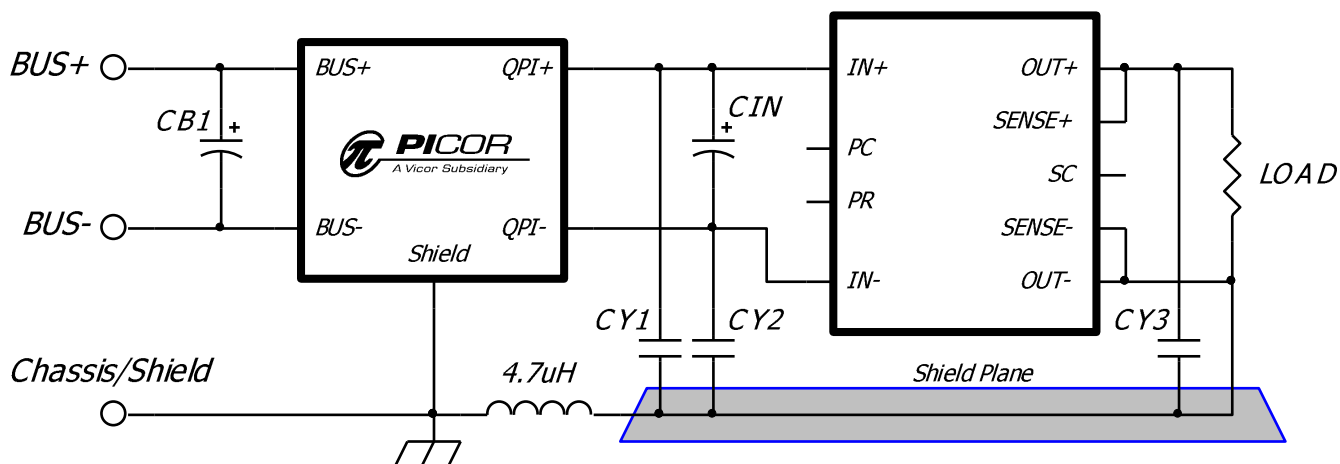 BUS+
BUS-
CB1
+
BUS+
QPI+
PICOR
A Vicor Subsidiary
BUS-
QPI-
Shield
CIN
+
IN+
OUT+
SENSE+
PC
SC
PR
SENSE-
IN-
OUT-
LOAD
CY1
CY2
CY3
Chassis/Shield
4.7uH
Shield Plane